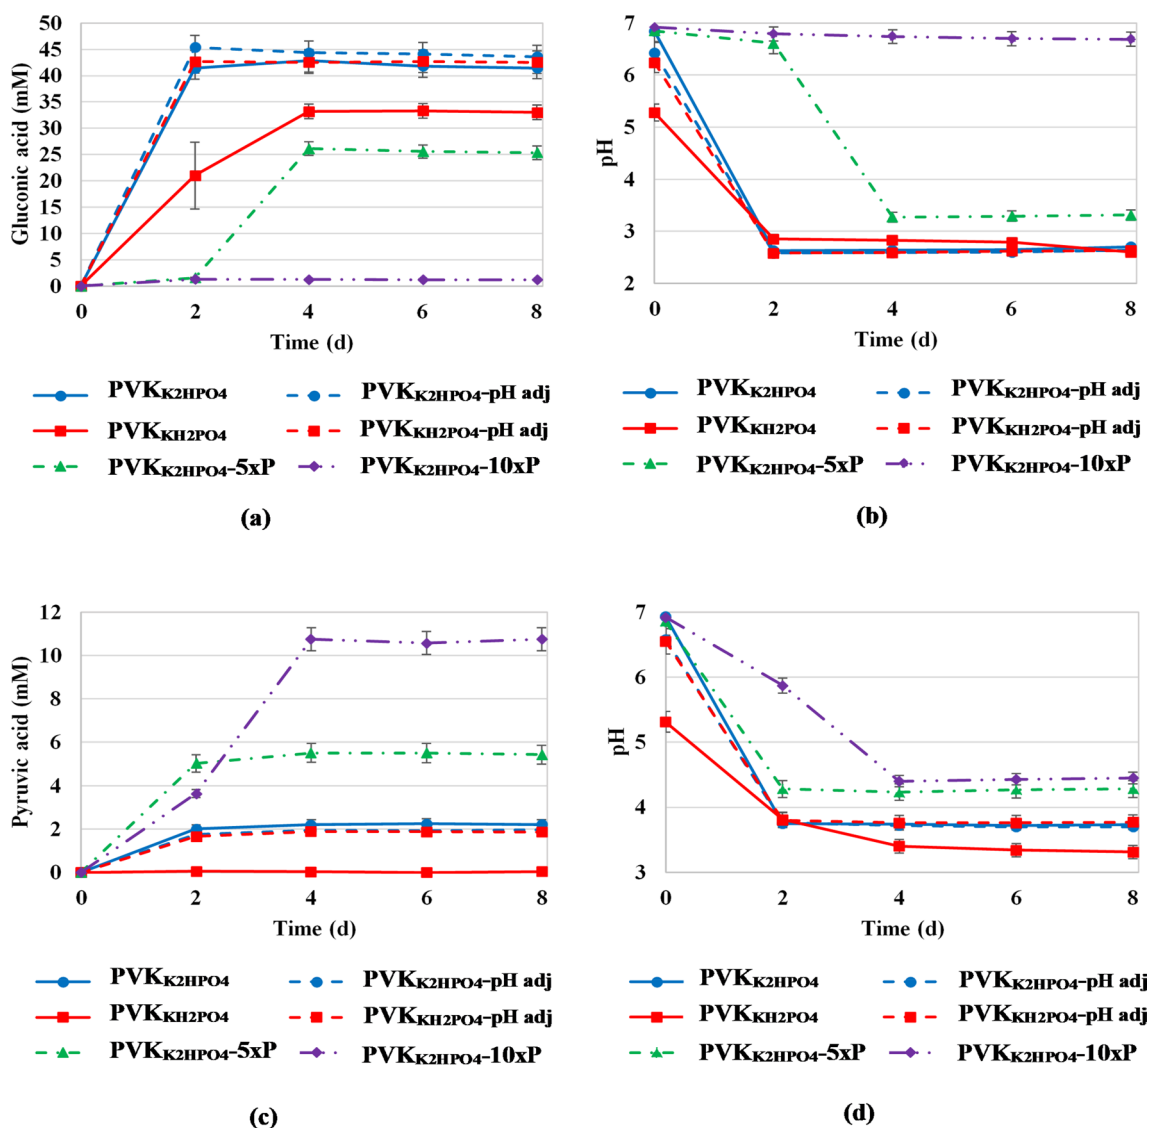 50
45
40
35
30
25
20
15
10
5
0
Gluconic acid (mM)
0 2 4 6 8
Time (d)
PVKK2HPO4 PVKK2HPO4-pH adj
PVKKH2PO4 PVKKH2PO4-pH adj
PVKK2HPO4-5xP PVKK2HPO4-10xP
(a)
7
6
5
4
3
2
pH
0 2 4 6 8
Time (d)
PVKK2HPO4 PVKK2HPO4-pH adj
PVKKH2PO4 PVKKH2PO4-pH adj
PVKK2HPO4-5xP PVKK2HPO4-10xP
(b)
12
10
8
6
4
2
0
Pyruvic acid (mM)
0 2 4 6 8
Time (d)
PVKK2HPO4 PVKK2HPO4-pH adj
PVKKH2PO4 PVKKH2PO4-pH adj
PVKK2HPO4-5xP PVKK2HPO4-10xP
(c)
7
6
5
4
3
pH
0 2 4 6 8
Time (d)
PVKK2HPO4 PVKK2HPO4-pH adj
PVKKH2PO4 PVKKH2PO4-pH adj
PVKK2HPO4-5xP PVKK2HPO4-10xP
(d)